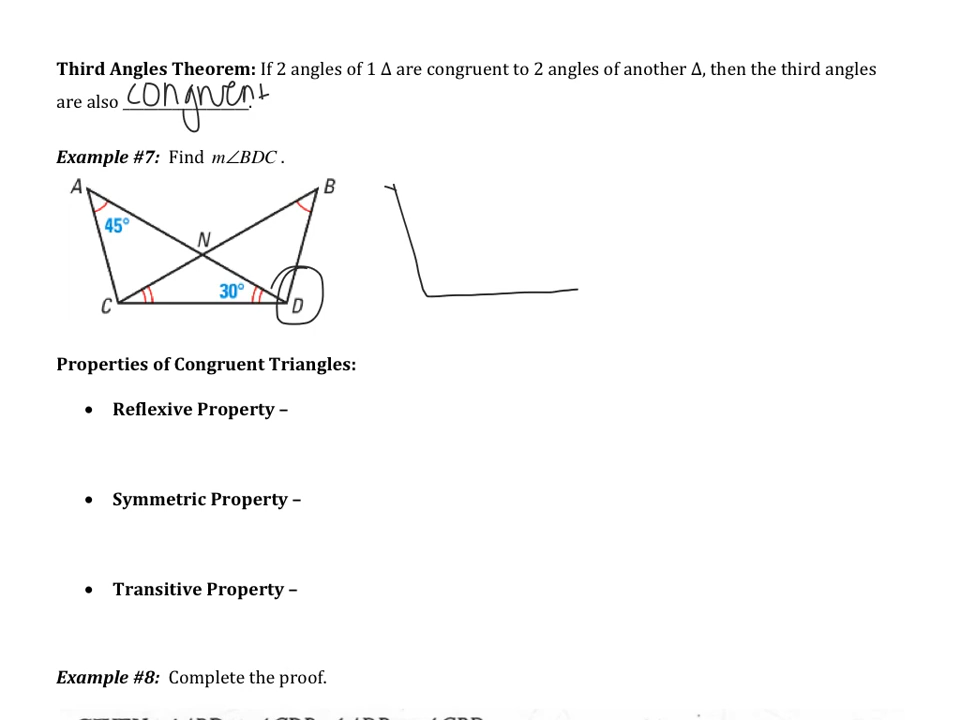 Third Angles Theorem: If 2 angles of 1 Δ are congruent to 2 angles of another Δ, then the third angles
are also congruent.
Example #7: Find m∠BDC.
A
B
45°
N
30°
C
D
Properties of Congruent Triangles:
• Reflexive Property –
• Symmetric Property –
• Transitive Property –
Example #8: Complete the proof.